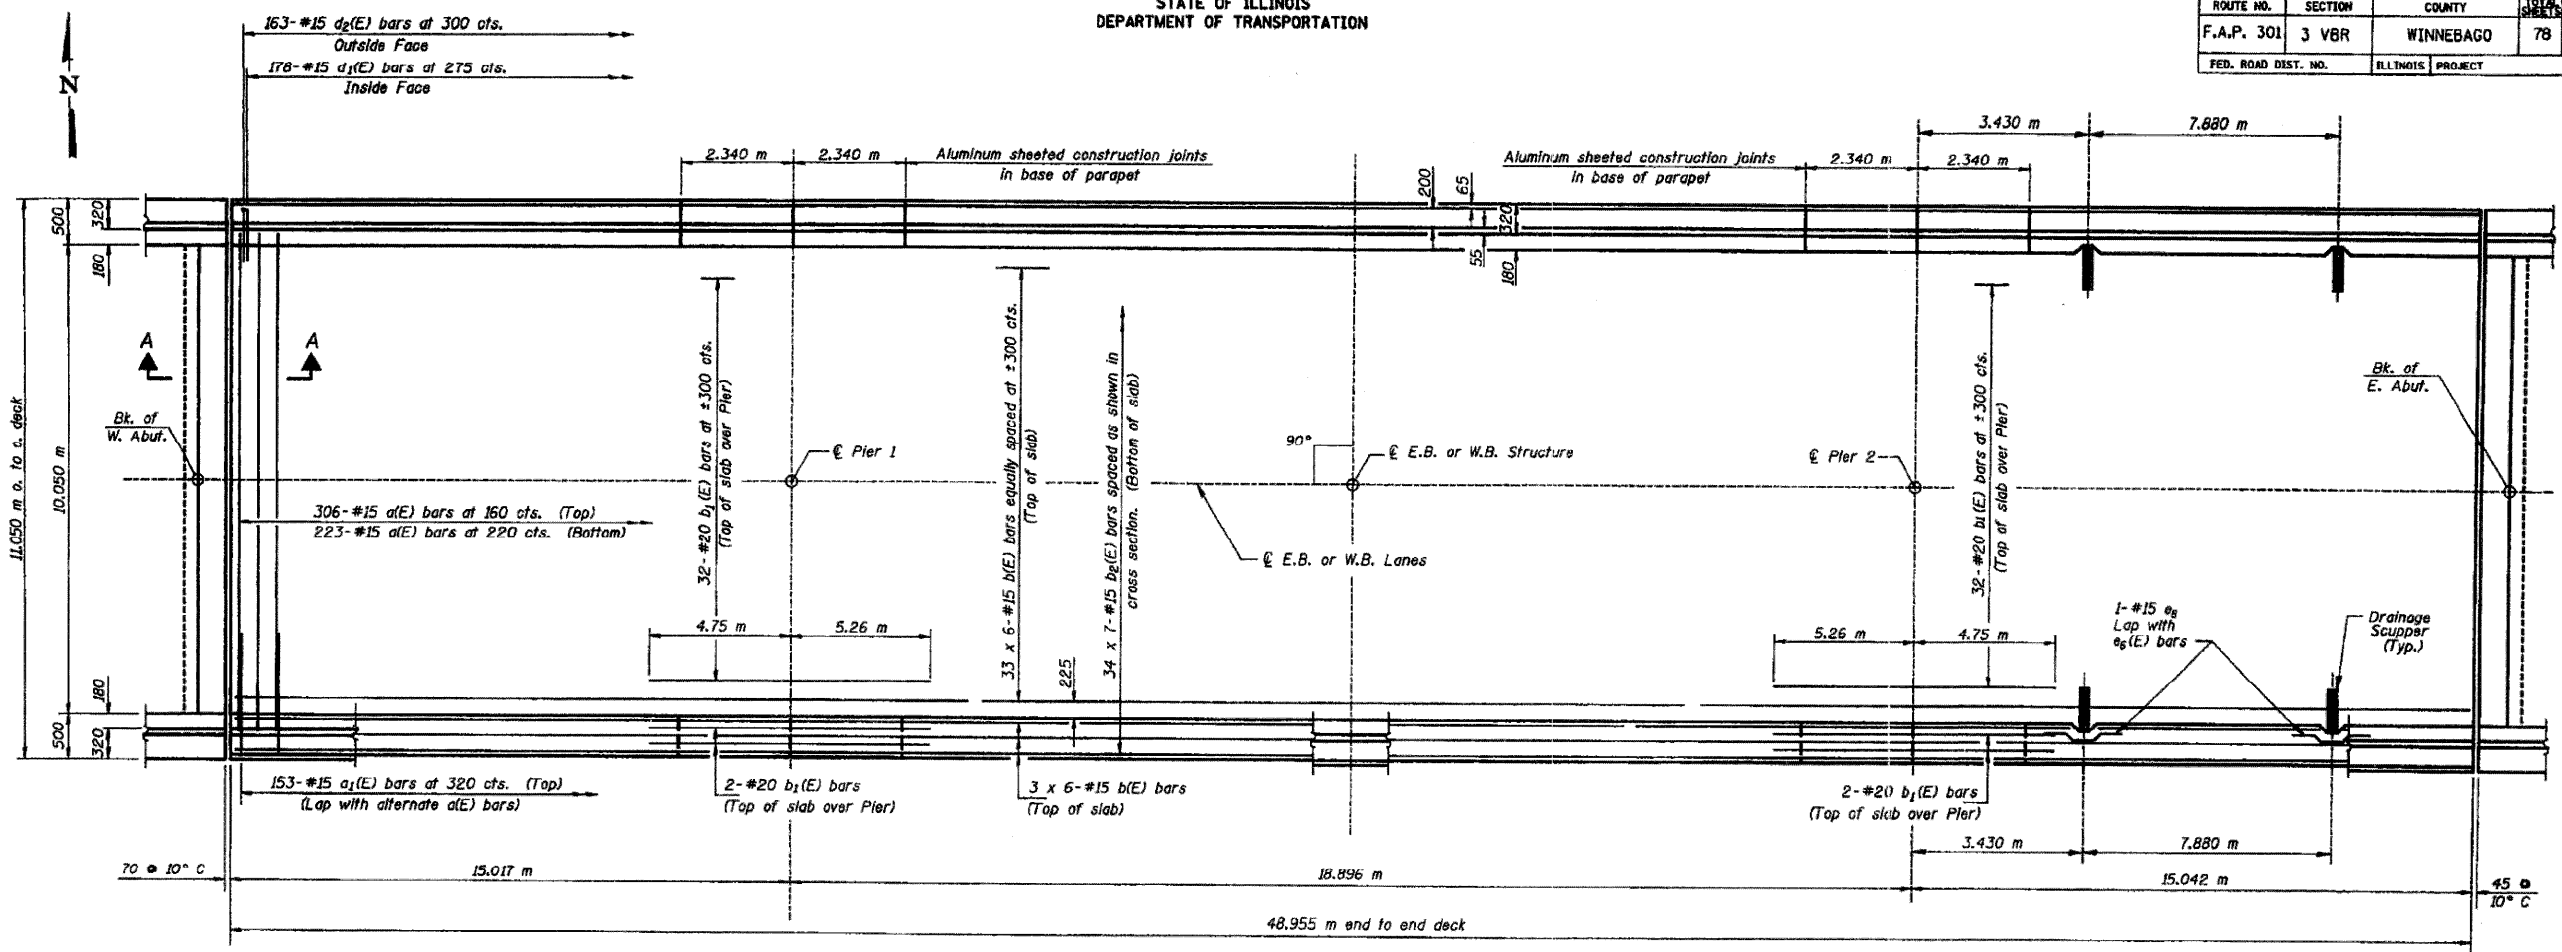 STATE OF ILLINOIS
DEPARTMENT OF TRANSPORTATION
ROUTE NO.
SECTION
COUNTY
TOTAL
SHEETS
F.A.P. 301
3 VBR
WINNEBAGO
78
FED. ROAD DIST. NO.
ILLINOIS
PROJECT
N
163-#15 d2(E) bars at 300 cts.
Outside Face
178-#15 d1(E) bars at 275 cts.
Inside Face
3.430 m
7.880 m
2.340 m
2.340 m
Aluminum sheeted construction joints
in base of parapet
Aluminum sheeted construction joints
in base of parapet
2.340 m
2.340 m
500
320
180
200
65
320
55
180
A
A
11.050 m o. to o. deck
10.050 m
Bk. of
W. Abut.
32-#20 b1(E) bars at ±300 cts.
(Top of slab over Pier)
℄ Pier 1
33 x 6-#15 b(E) bars equally spaced at ±300 cts.
(Top of slab)
34 x 7-#15 b2(E) bars spaced as shown in
cross section. (Bottom of slab)
90°
℄ E.B. or W.B. Structure
℄ Pier 2
32-#20 b1(E) bars at ±300 cts.
(Top of slab over Pier)
Bk. of
E. Abut.
306-#15 a(E) bars at 160 cts. (Top)
223-#15 a(E) bars at 220 cts. (Bottom)
℄ E.B. or W.B. Lanes
4.75 m
5.26 m
225
5.26 m
4.75 m
1-#15 e8
Lap with
e6(E) bars
Drainage
Scupper
(Typ.)
180
500
320
153-#15 a1(E) bars at 320 cts. (Top)
(Lap with alternate a(E) bars)
2-#20 b1(E) bars
(Top of slab over Pier)
3 x 6-#15 b(E) bars
(Top of slab)
2-#20 b1(E) bars
(Top of slab over Pier)
3.430 m
7.880 m
70 @ 10° C
15.017 m
18.896 m
15.042 m
45 @
10° C
48.955 m end to end deck